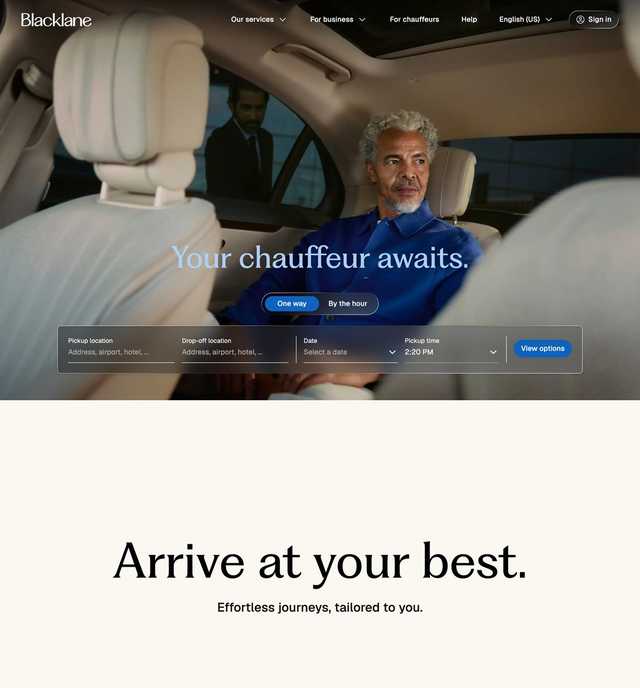 Blacklane
Our services
For business
For chauffeurs
Help
English (US)
Sign in
Your chauffeur awaits.
One way
By the hour
Pickup location
Address, airport, hotel, ...
Drop-off location
Address, airport, hotel, ...
Date
Select a date
Pickup time
2:20 PM
View options
Arrive at your best.
Effortless journeys, tailored to you.